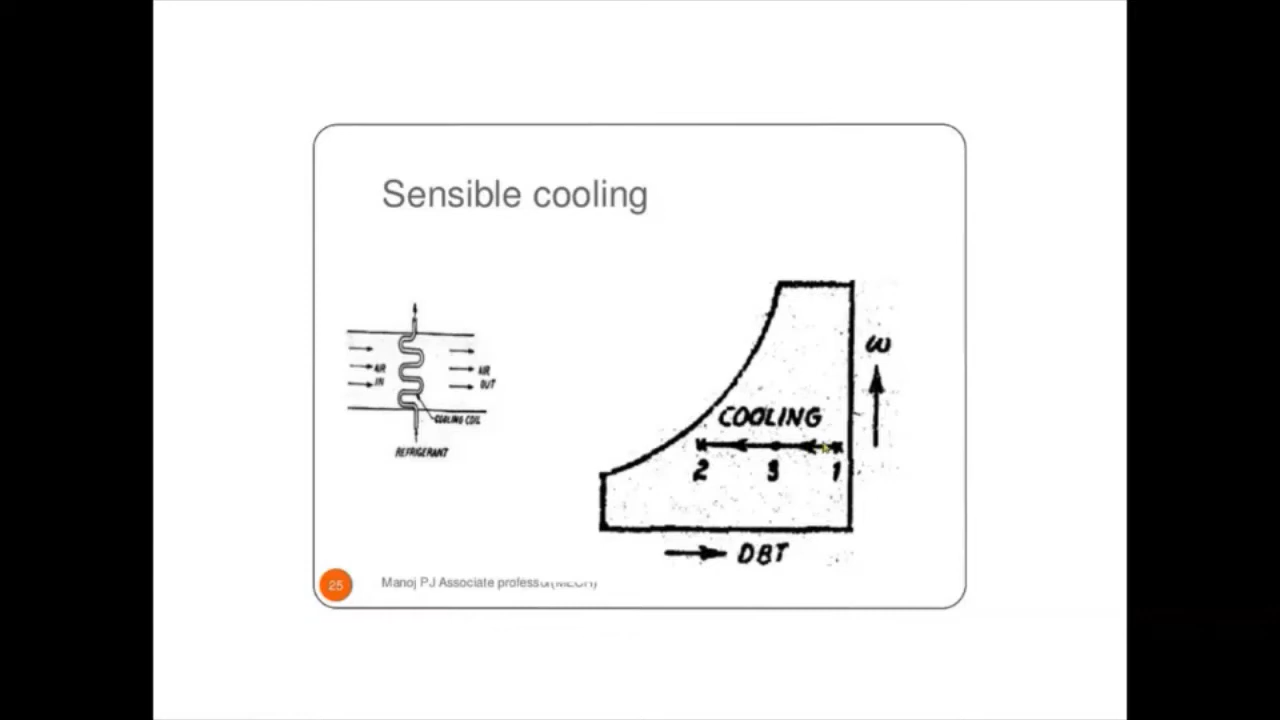 Sensible cooling
AIR
IN
AIR
OUT
COOLING COIL
REFRIGERANT
ω
COOLING
2 3 1
DBT
25
Manoj PJ Associate professor(MECH)